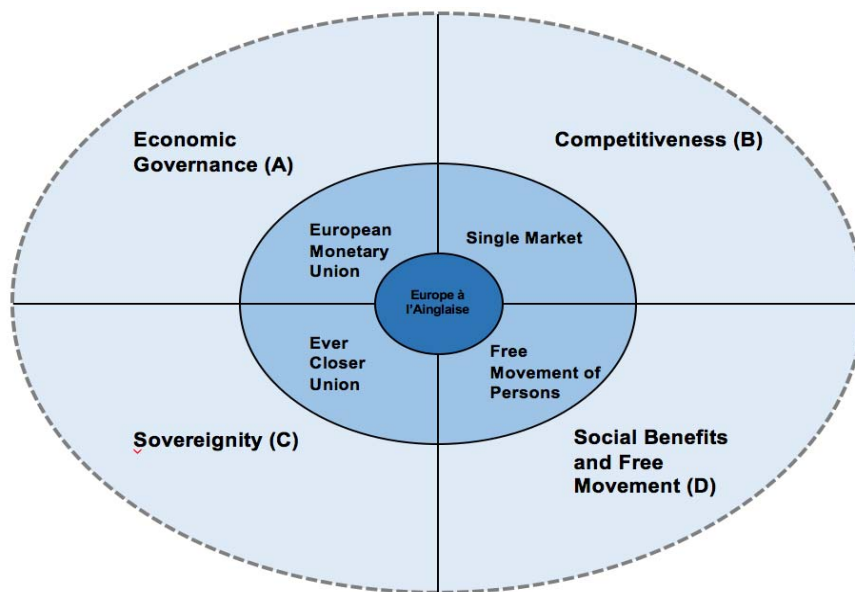 Economic
Governance (A)
Competitiveness (B)
European
Monetary
Union
Single Market
Europe à
l'Ainglaise
Ever
Closer
Union
Free
Movement of
Persons
Sovereignity (C)
Social Benefits
and Free
Movement (D)